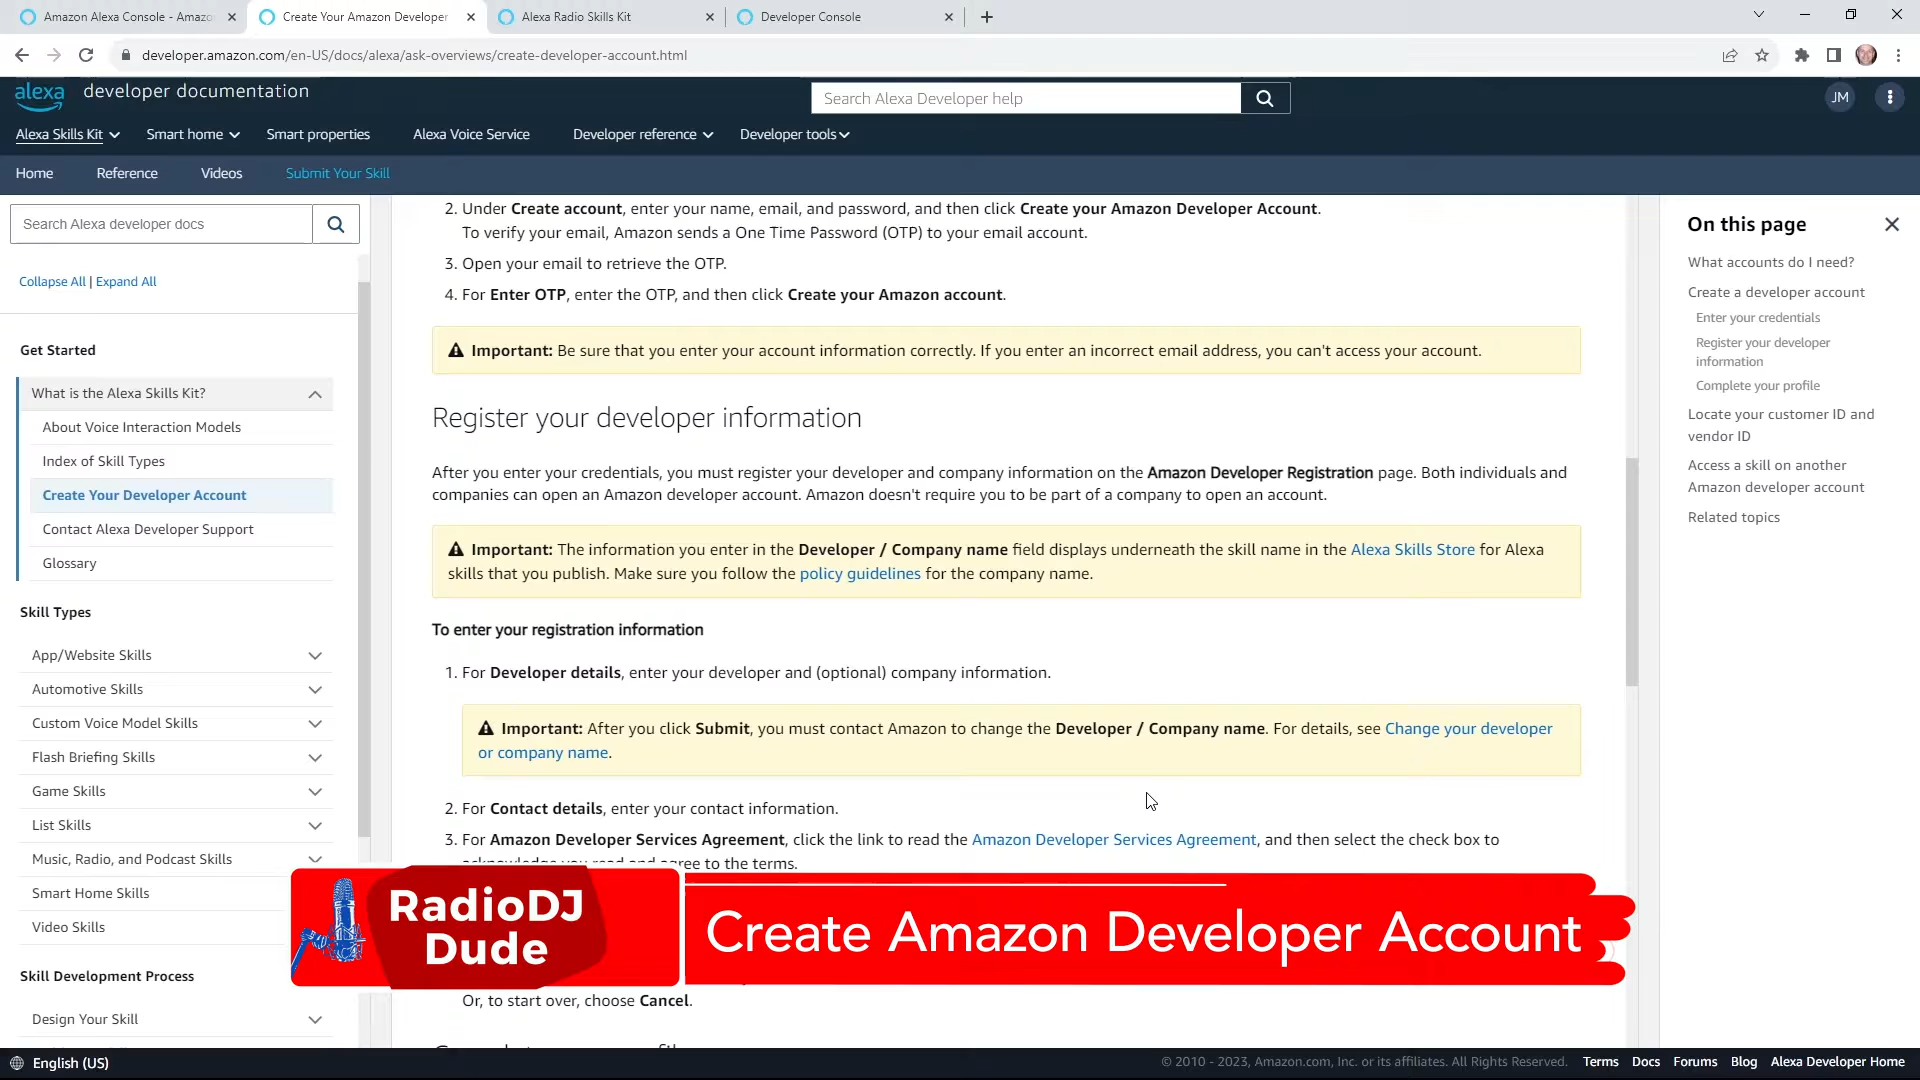 Amazon Alexa Console - Amazo
Create Your Amazon Developer
Alexa Radio Skills Kit
Developer Console
developer.amazon.com/en-US/docs/alexa/ask-overviews/create-developer-account.html
alexa developer documentation
Search Alexa Developer help
JM
Alexa Skills Kit
Smart home
Smart properties
Alexa Voice Service
Developer reference
Developer tools
Home
Reference
Videos
Submit Your Skill
Search Alexa developer docs
Collapse All | Expand All
Get Started
What is the Alexa Skills Kit?
About Voice Interaction Models
Index of Skill Types
Create Your Developer Account
Contact Alexa Developer Support
Glossary
Skill Types
App/Website Skills
Automotive Skills
Custom Voice Model Skills
Flash Briefing Skills
Game Skills
List Skills
Music, Radio, and Podcast Skills
Smart Home Skills
Video Skills
Skill Development Process
Design Your Skill
2. Under Create account, enter your name, email, and password, and then click Create your Amazon Developer Account.
To verify your email, Amazon sends a One Time Password (OTP) to your email account.
3. Open your email to retrieve the OTP.
4. For Enter OTP, enter the OTP, and then click Create your Amazon account.
Important: Be sure that you enter your account information correctly. If you enter an incorrect email address, you can't access your account.
Register your developer information
After you enter your credentials, you must register your developer and company information on the Amazon Developer Registration page. Both individuals and
companies can open an Amazon developer account. Amazon doesn't require you to be part of a company to open an account.
Important: The information you enter in the Developer / Company name field displays underneath the skill name in the Alexa Skills Store for Alexa
skills that you publish. Make sure you follow the policy guidelines for the company name.
To enter your registration information
1. For Developer details, enter your developer and (optional) company information.
Important: After you click Submit, you must contact Amazon to change the Developer / Company name. For details, see Change your developer
or company name.
2. For Contact details, enter your contact information.
3. For Amazon Developer Services Agreement, click the link to read the Amazon Developer Services Agreement, and then select the check box to
acknowledge you read and agree to the terms.
RadioDJ
Dude
Create Amazon Developer Account
Or, to start over, choose Cancel.
On this page
What accounts do I need?
Create a developer account
Enter your credentials
Register your developer
information
Complete your profile
Locate your customer ID and
vendor ID
Access a skill on another
Amazon developer account
Related topics
English (US)
© 2010 - 2023, Amazon.com, Inc. or its affiliates. All Rights Reserved.
Terms
Docs
Forums
Blog
Alexa Developer Home